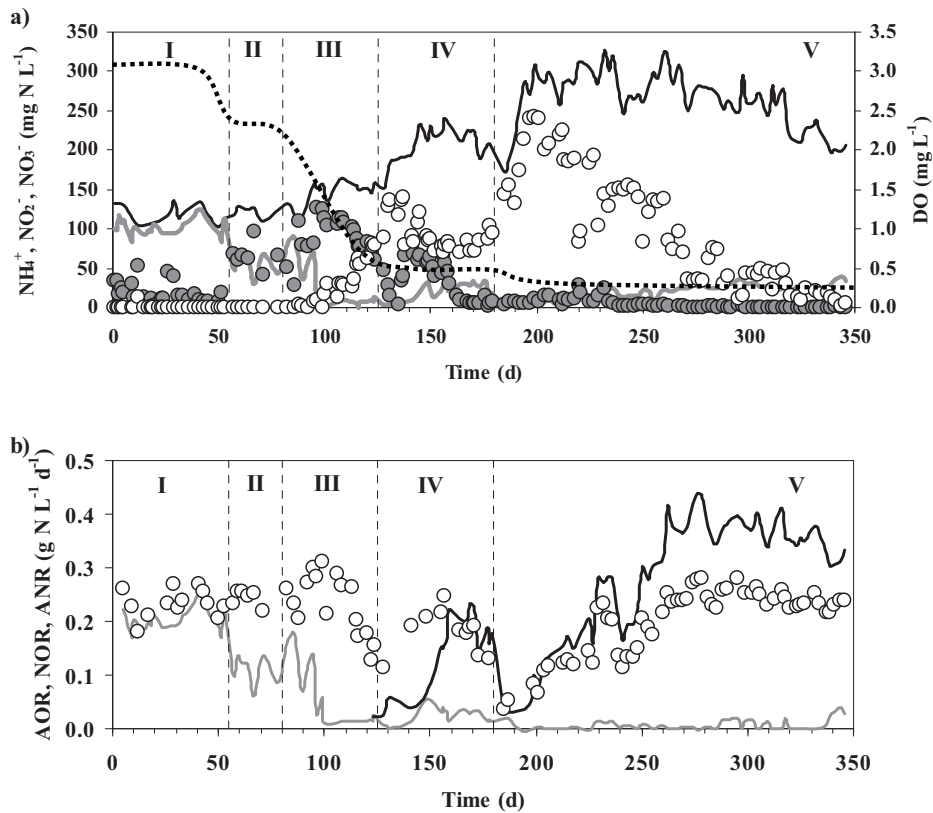 a)
I II III IV V
350
300
250
200
150
100
50
0
NH₄⁺, NO₂⁻, NO₃⁻ (mg N L⁻¹)
3.5
3.0
2.5
2.0
1.5
1.0
0.5
0.0
DO (mg L⁻¹)
0 50 100 150 200 250 300 350
Time (d)
b)
I II III IV V
0.5
0.4
0.3
0.2
0.1
0.0
AOR, NOR, ANR (g N L⁻¹ d⁻¹)
0 50 100 150 200 250 300 350
Time (d)